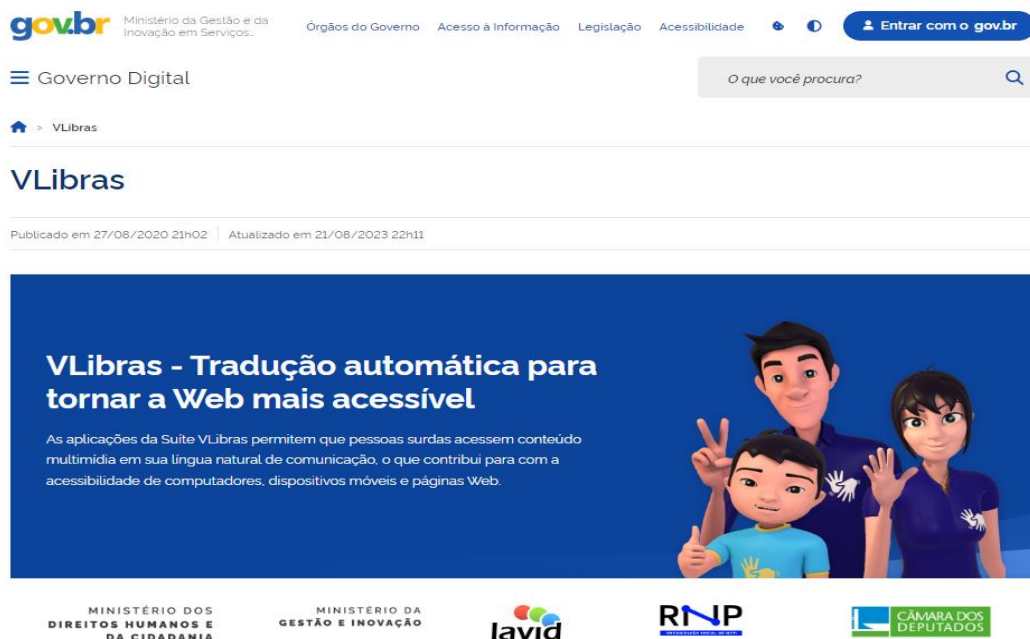 gov.br
Ministério da Gestão e da
Inovação em Serviços...
Órgãos do Governo Acesso à Informação Legislação Acessibilidade
Entrar com o gov.br
Governo Digital
O que você procura?
> VLibras
VLibras
Publicado em 27/08/2020 21h02 Atualizado em 21/08/2023 22h11
VLibras - Tradução automática para
tornar a Web mais acessível
As aplicações da Suíte VLibras permitem que pessoas surdas acessem conteúdo
multimídia em sua língua natural de comunicação, o que contribui para com a
acessibilidade de computadores, dispositivos móveis e páginas Web.
MINISTÉRIO DOS
DIREITOS HUMANOS E
DA CIDADANIA
MINISTÉRIO DA
GESTÃO E INOVAÇÃO
lavid
RNP
CÂMARA DOS
DEPUTADOS